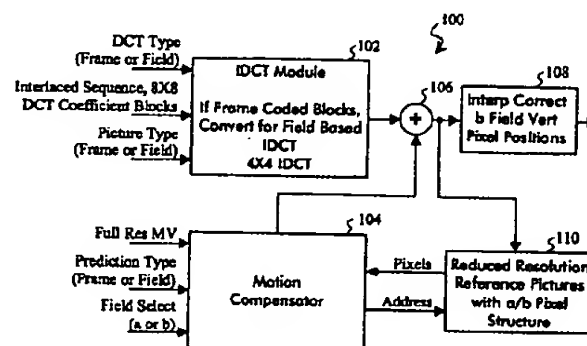 100
DCT Type
(Frame or Field)
Interlaced Sequence, 8X8
DCT Coefficient Blocks
Picture Type
(Frame or Field)
102
IDCT Module
If Frame Coded Blocks,
Convert for Field Based
IDCT
4X4 IDCT
106
+
108
Interp Correct
b Field Vert
Pixel Positions
Full Res MV
Prediction Type
(Frame or Field)
Field Select
(a or b)
104
Motion
Compensator
Pixels
Address
110
Reduced Resolution
Reference Pictures
with a/b Pixel
Structure